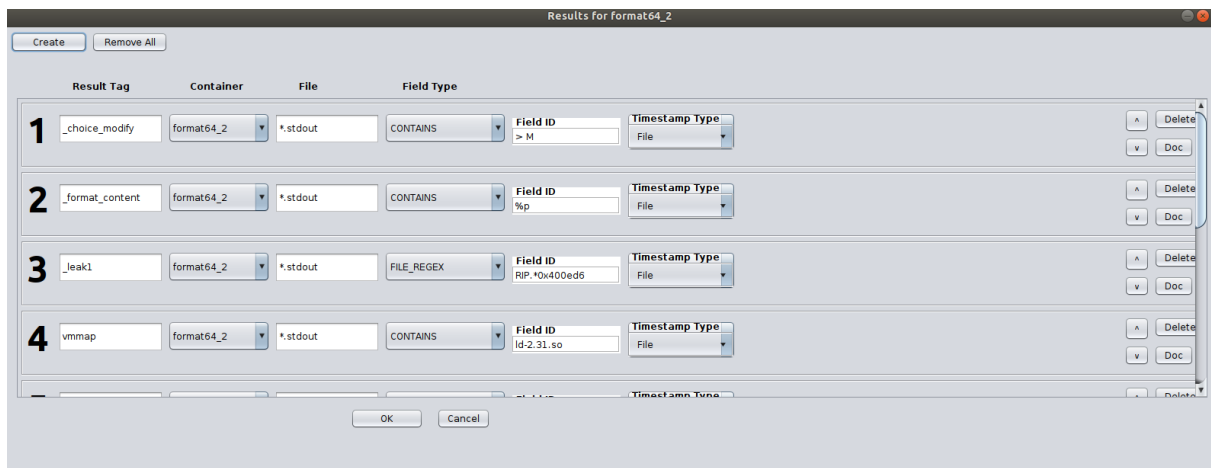 Results for format64_2
Create Remove All
Result Tag Container File Field Type
1 _choice_modify format64_2 *.stdout CONTAINS Field ID > M Timestamp Type File ^ v Delete Doc
2 _format_content format64_2 *.stdout CONTAINS Field ID %p Timestamp Type File ^ v Delete Doc
3 _leak1 format64_2 *.stdout FILE_REGEX Field ID RIP.*0x400ed6 Timestamp Type File ^ v Delete Doc
4 vmmap format64_2 *.stdout CONTAINS Field ID ld-2.31.so Timestamp Type File ^ v Delete Doc
Timestamp Type
OK Cancel